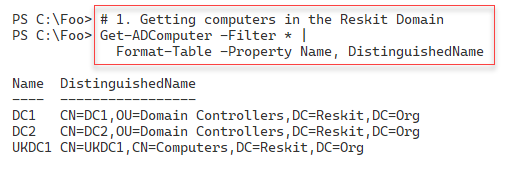 PS C:\Foo> # 1. Getting computers in the Reskit Domain
PS C:\Foo> Get-ADComputer -Filter * |
Format-Table -Property Name, DistinguishedName
Name DistinguishedName
---- -----------------
DC1 CN=DC1,OU=Domain Controllers,DC=Reskit,DC=Org
DC2 CN=DC2,OU=Domain Controllers,DC=Reskit,DC=Org
UKDC1 CN=UKDC1,CN=Computers,DC=Reskit,DC=Org